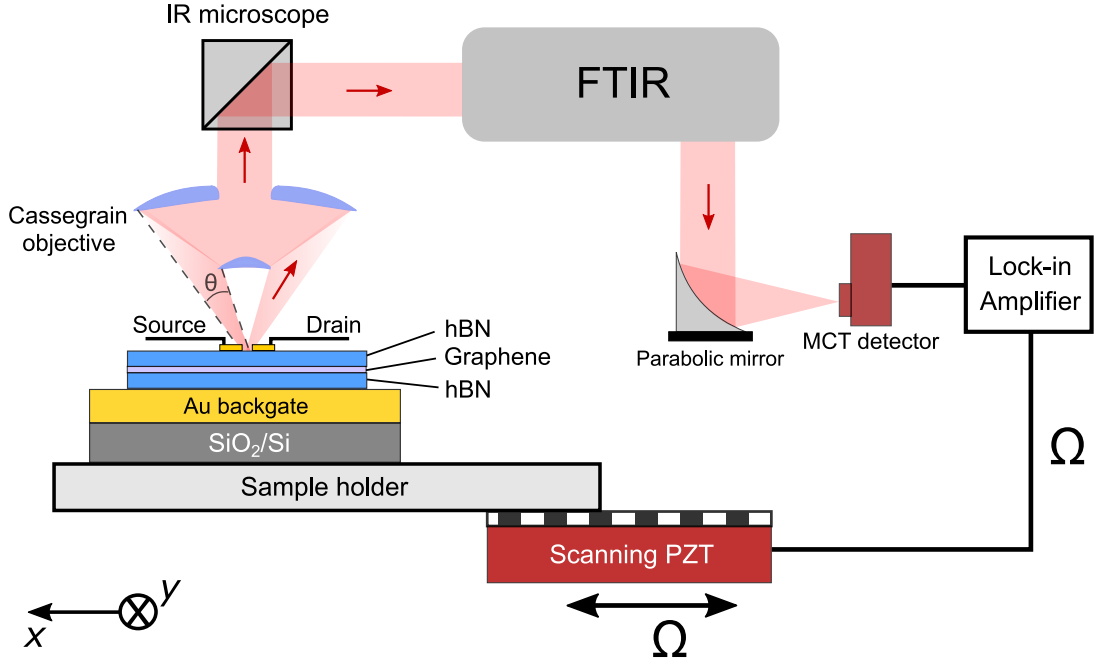 IR microscope
FTIR
Cassegrain
objective
θ
Source
Drain
hBN
Graphene
hBN
Au backgate
SiO₂/Si
Sample holder
Parabolic mirror
MCT detector
Lock-in
Amplifier
Ω
Scanning PZT
Ω
x
y